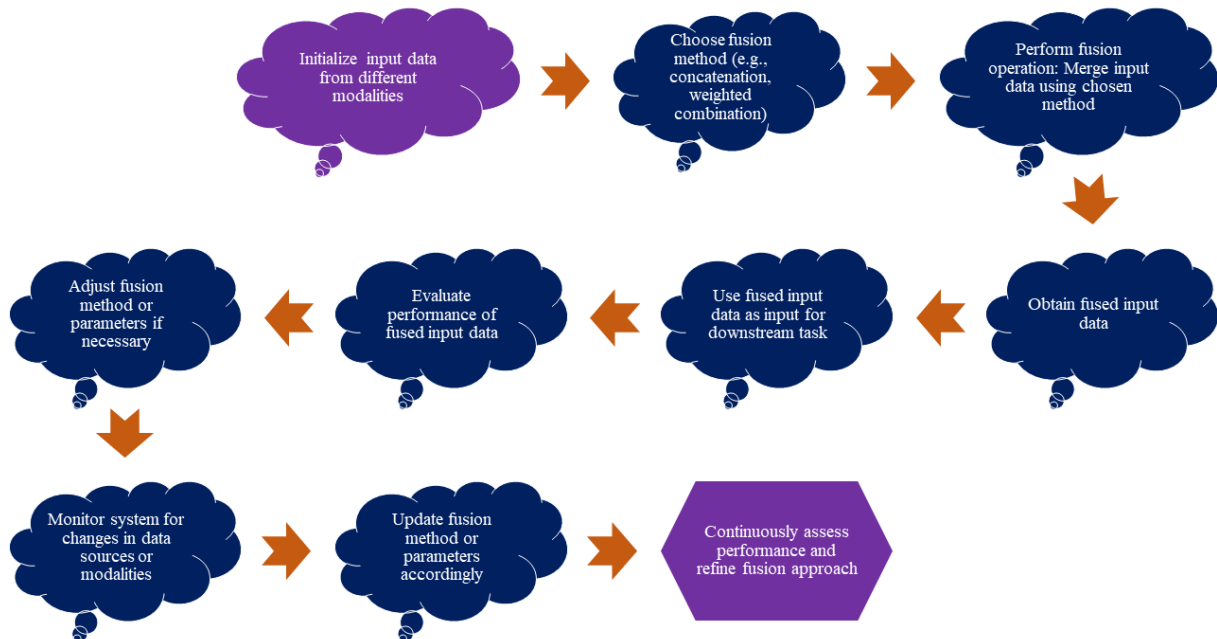 Initialize input data
from different
modalities
Choose fusion
method (e.g.,
concatenation,
weighted
combination)
Perform fusion
operation: Merge input
data using chosen
method
Obtain fused input
data
Use fused input
data as input for
downstream task
Evaluate
performance of
fused input data
Adjust fusion
method or
parameters if
necessary
Monitor system for
changes in data
sources or
modalities
Update fusion
method or
parameters
accordingly
Continuously assess
performance and
refine fusion approach